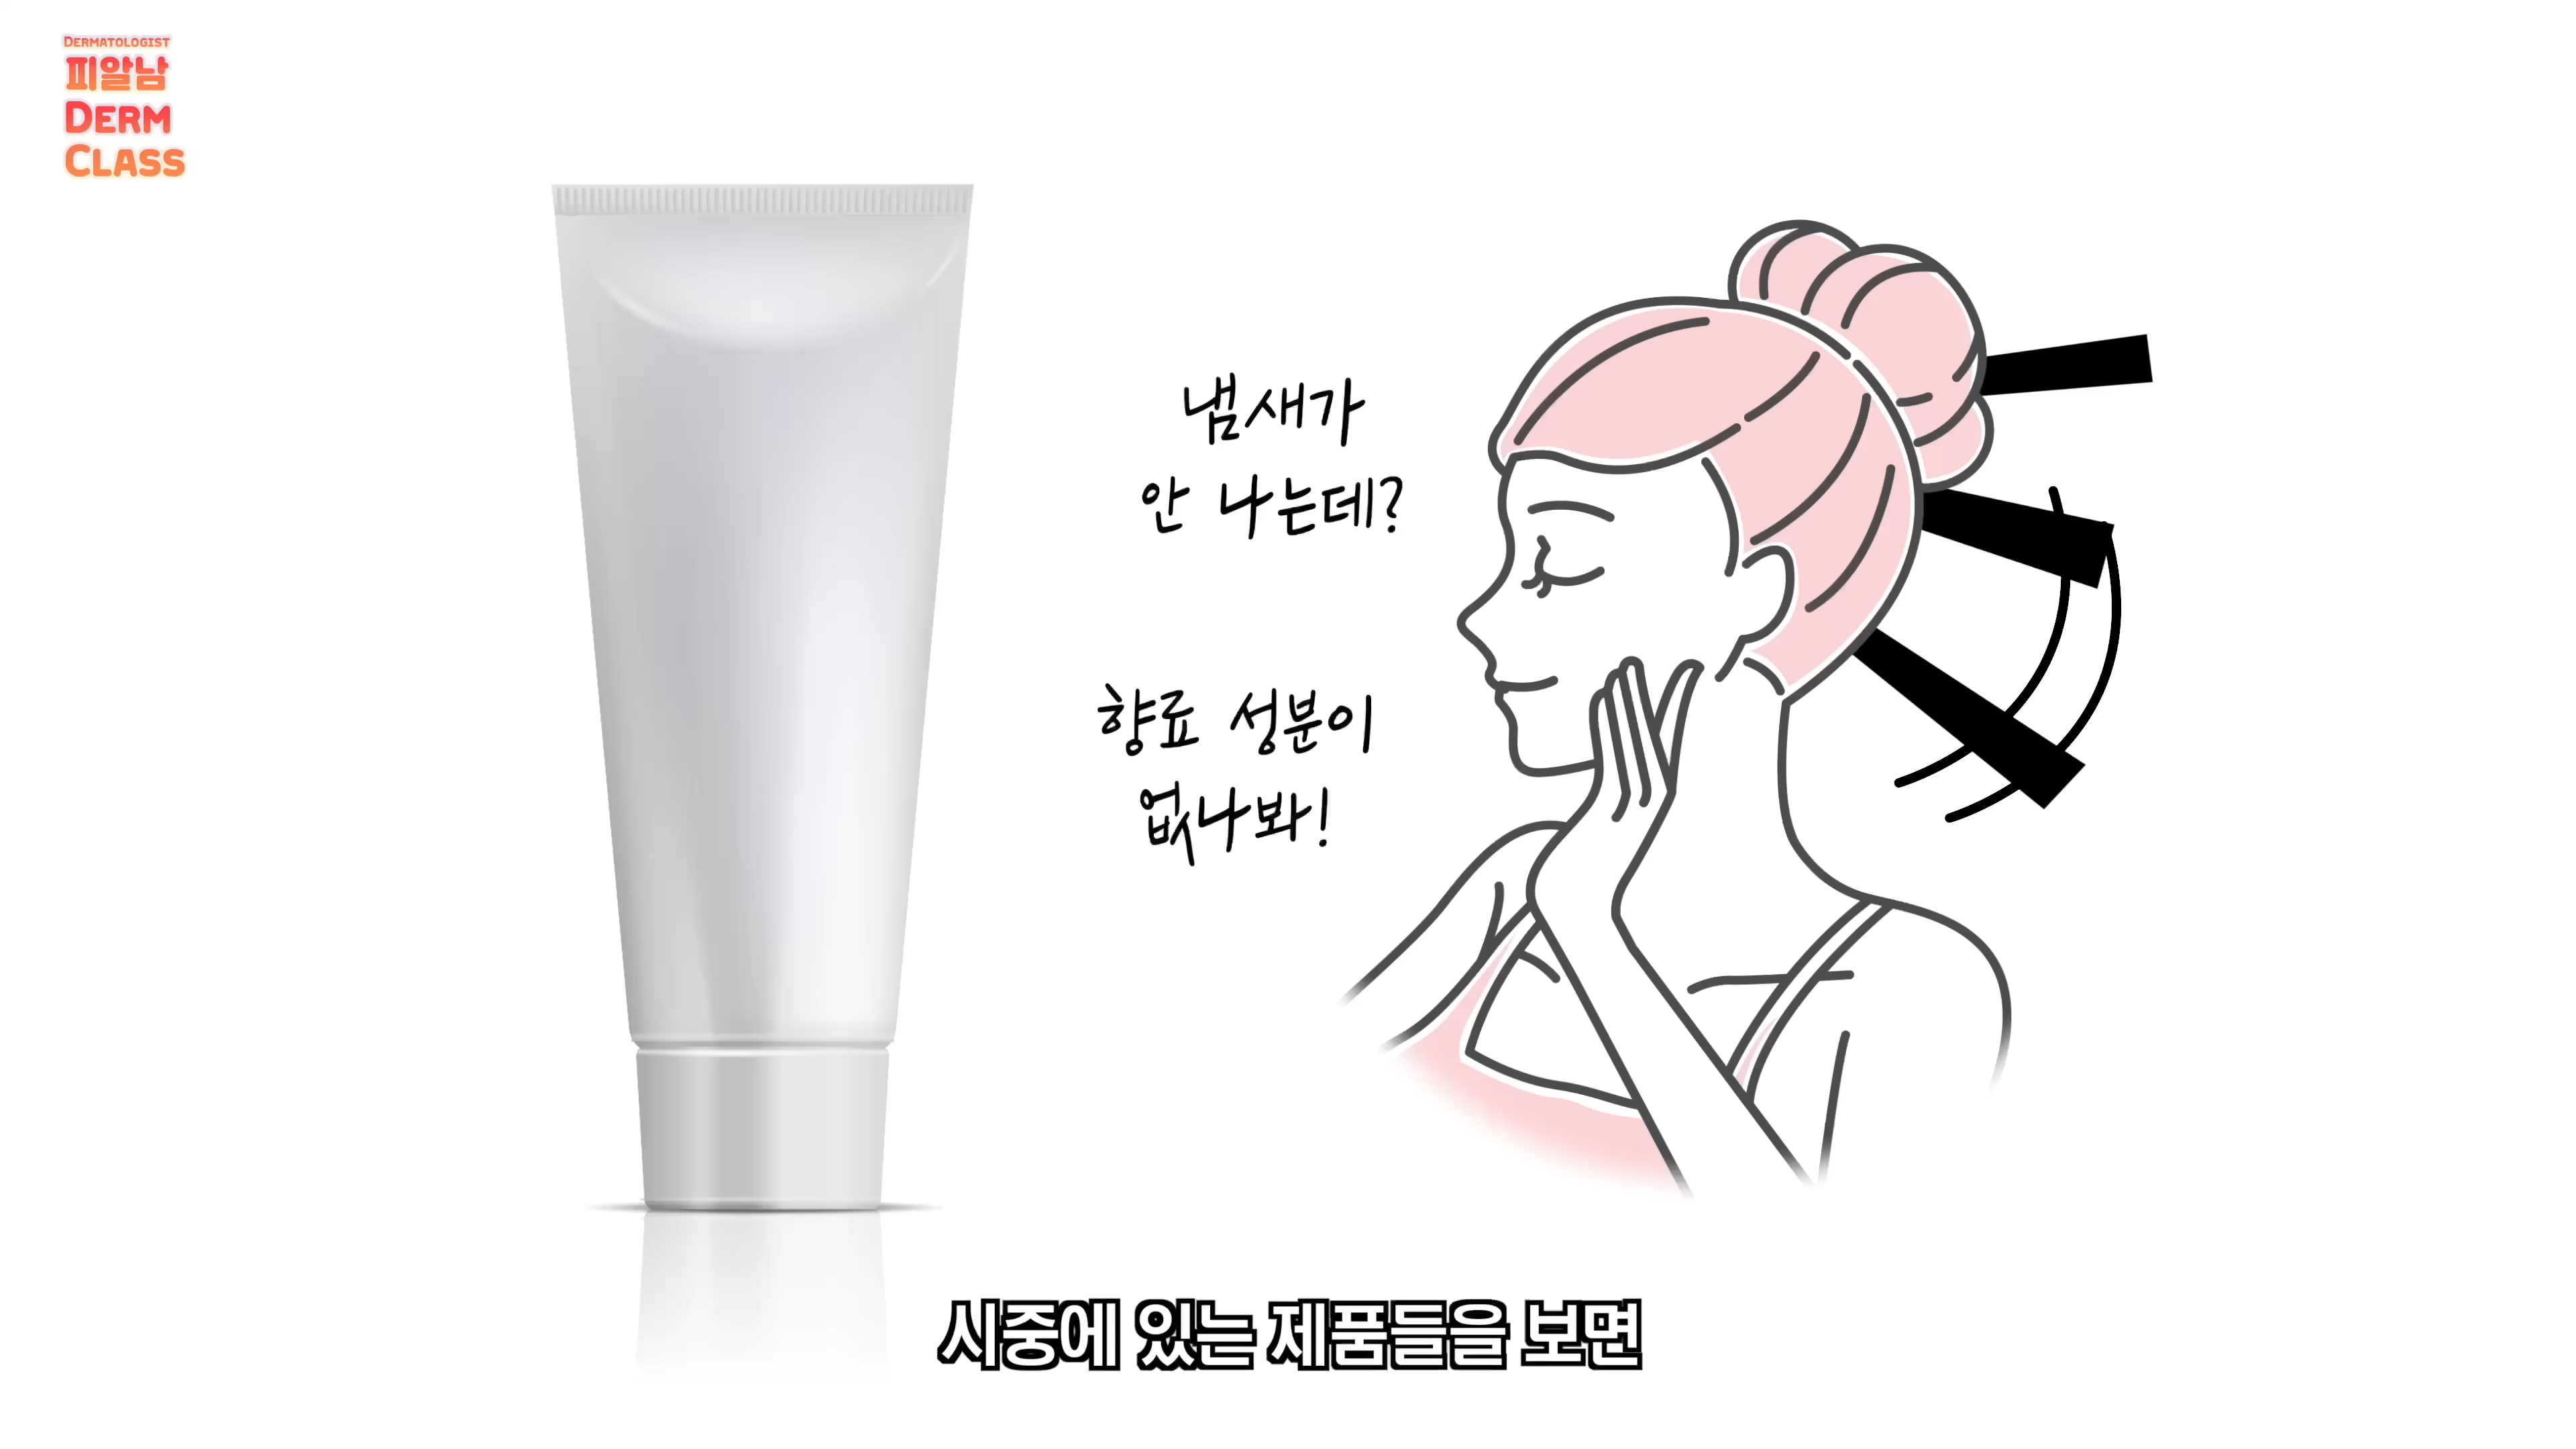 DERMATOLOGIST
피알남
DERM
CLASS
냄새가
안 나는데?
향료 성분이
없나봐!
시중에 있는 제품들을 보면